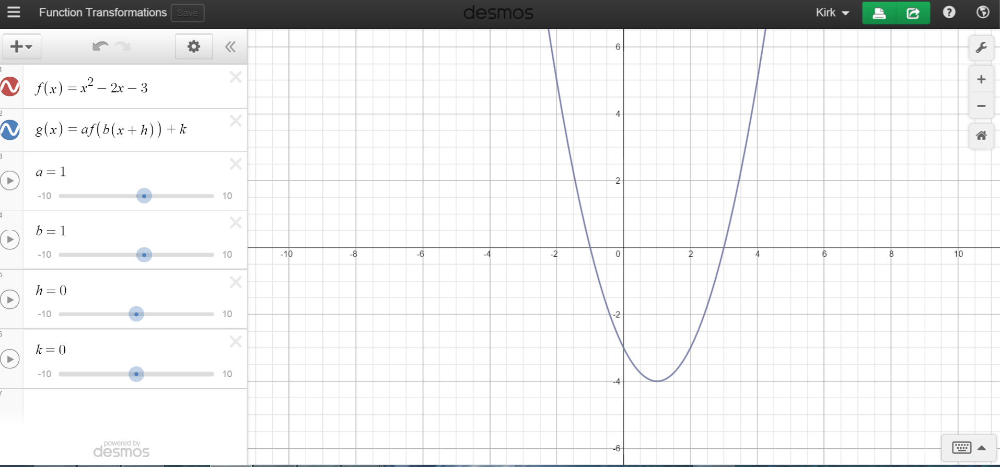 Function Transformations Save desmos Kirk ?
1
f(x) = x² − 2x − 3
2
g(x) = af(b(x + h)) + k
3
a = 1
-10 10
4
b = 1
-10 10
5
h = 0
-10 10
6
k = 0
-10 10
7
powered by
desmos
6
4
2
-10 -8 -6 -4 -2 0 2 4 6 8 10
-2
-4
-6